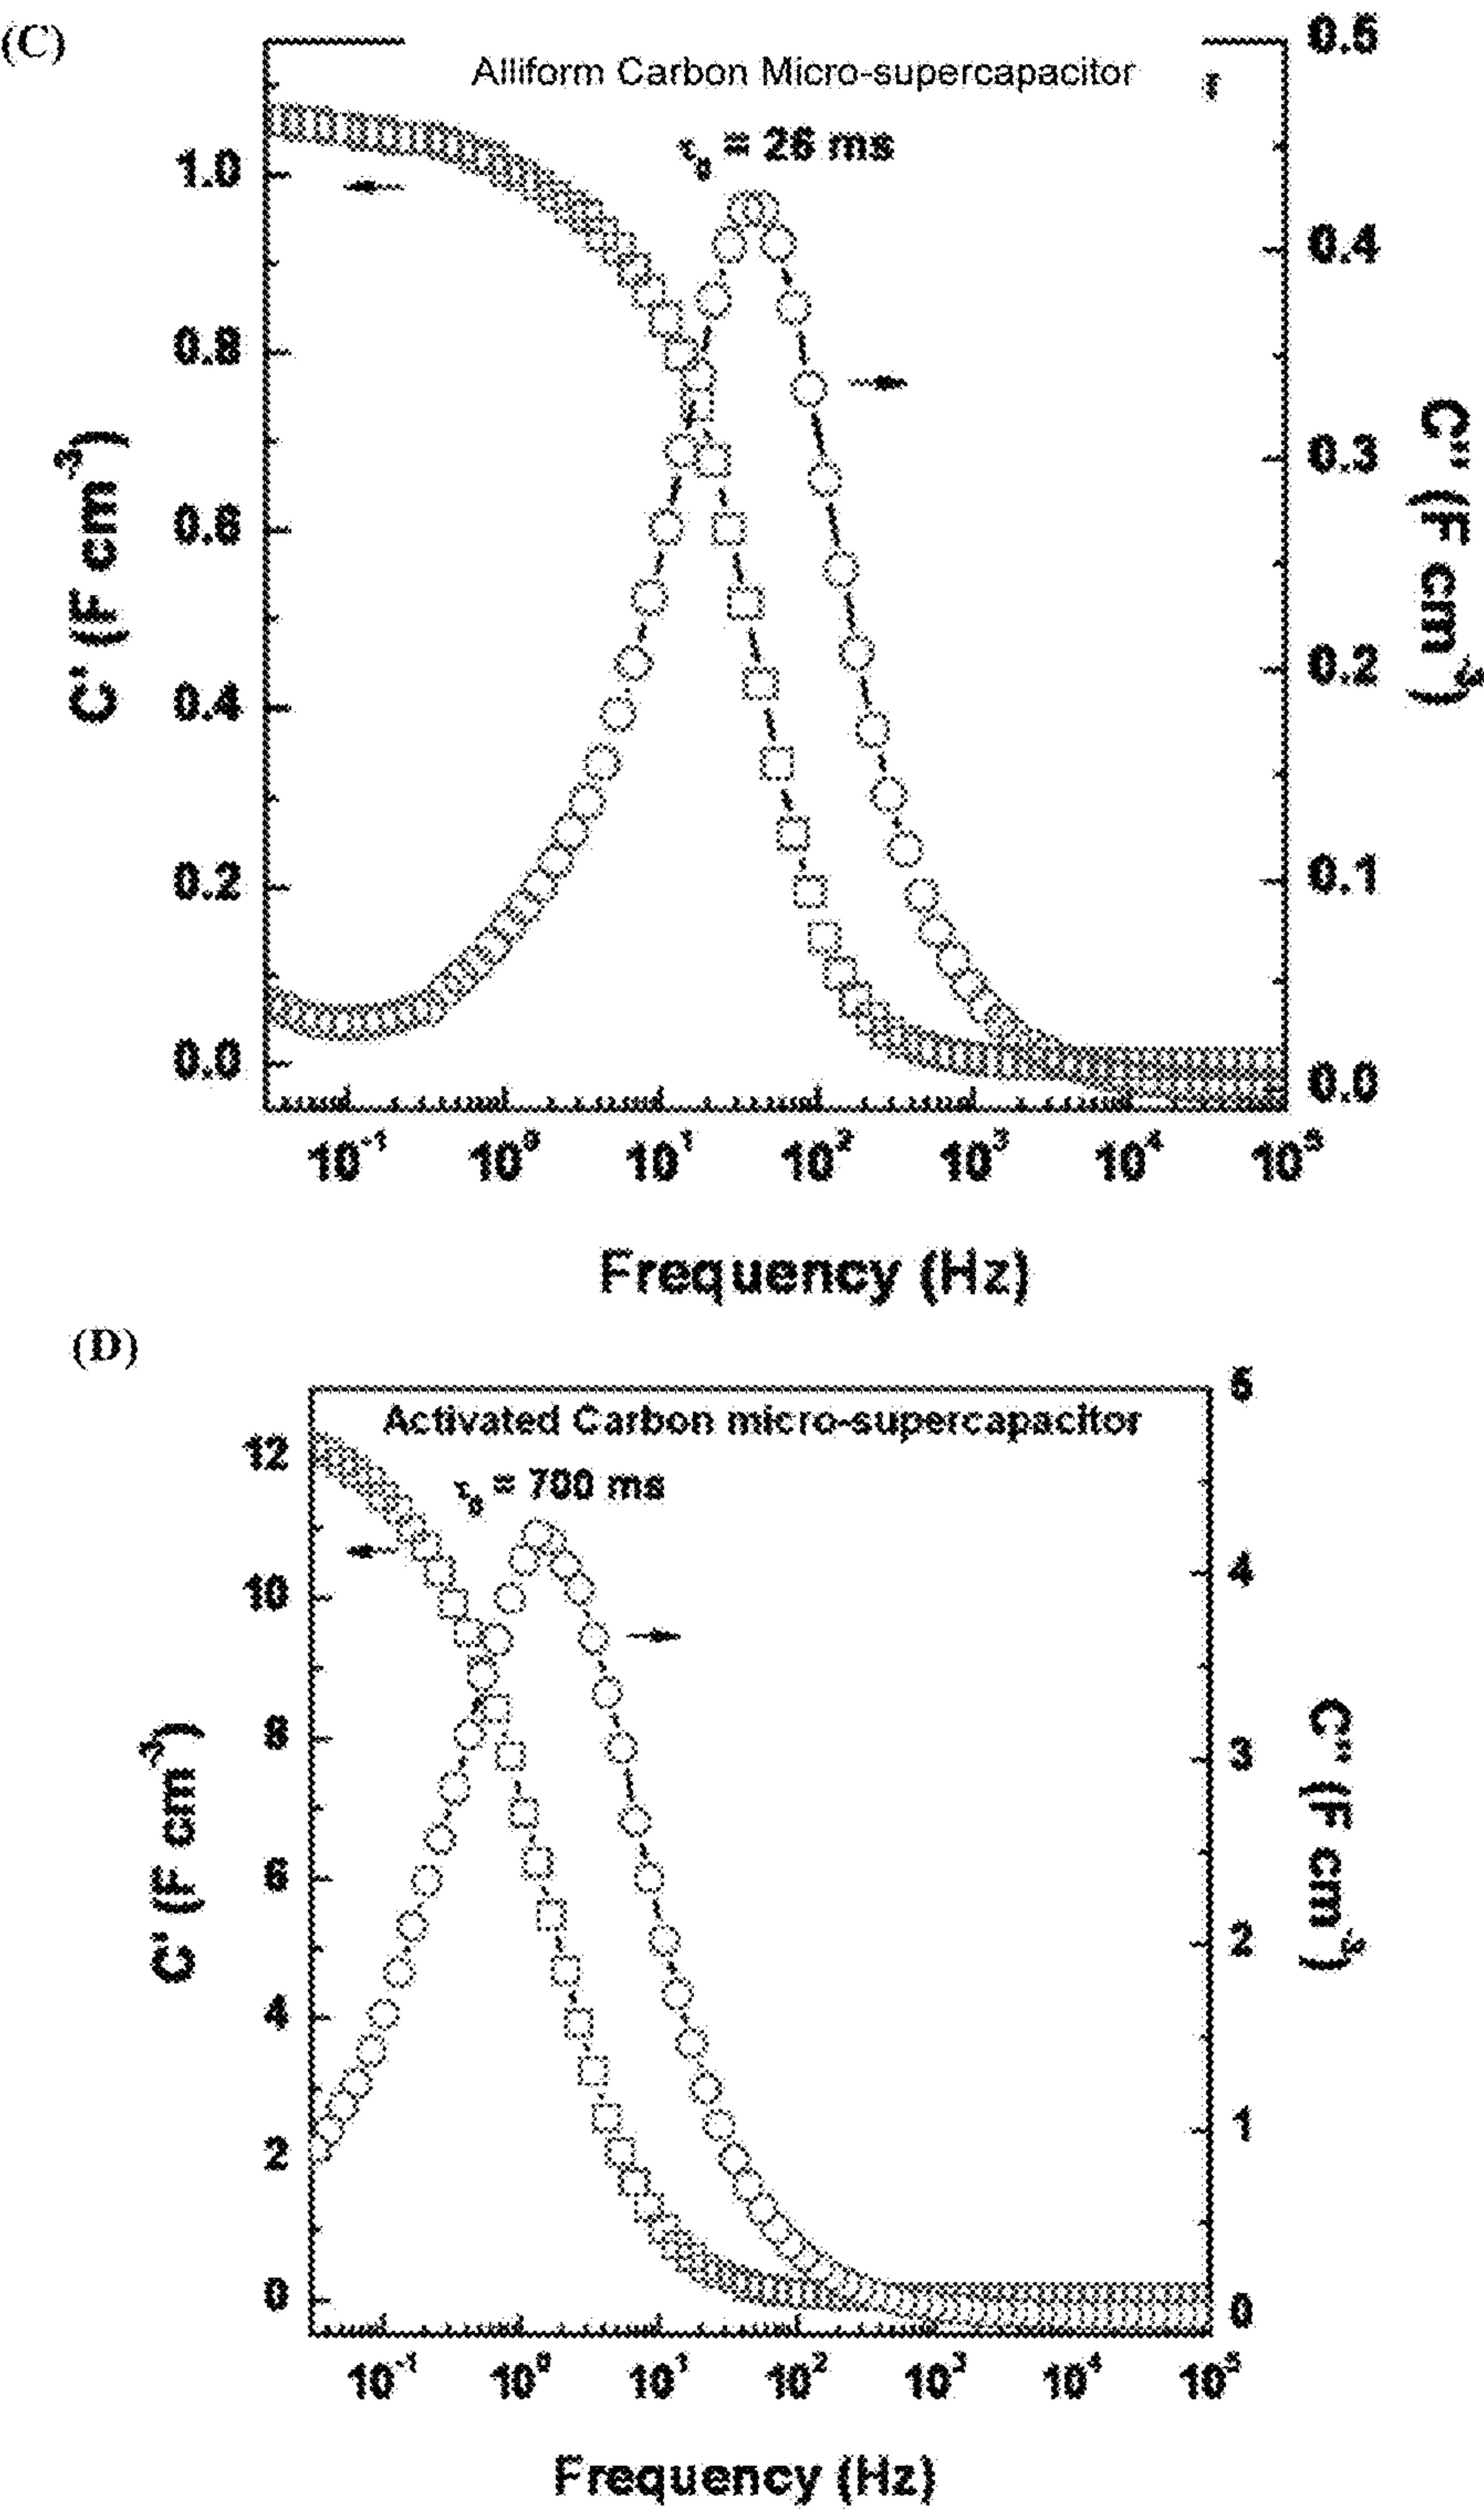 (C)
Alliform Carbon Micro-supercapacitor
r
τ0 = 26 ms
0.5
0.4
0.3
0.2
0.1
0.0
1.0
0.8
0.6
0.4
0.2
0.0
C' (F cm-3)
C'' (F cm-3)
10-1 100 101 102 103 104 105
Frequency (Hz)
(D)
Activated Carbon micro-supercapacitor
τ0 = 700 ms
12
10
8
6
4
2
0
5
4
3
2
1
0
C' (F cm-3)
C'' (F cm-3)
10-1 100 101 102 103 104 105
Frequency (Hz)